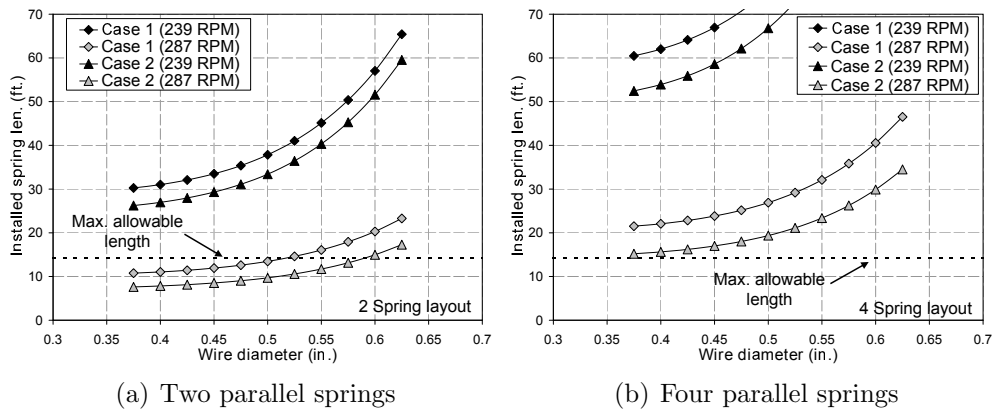 Installed spring len. (ft.)
70
60
50
40
30
20
10
0
Case 1 (239 RPM)
Case 1 (287 RPM)
Case 2 (239 RPM)
Case 2 (287 RPM)
Max. allowable
length
2 Spring layout
0.3 0.35 0.4 0.45 0.5 0.55 0.6 0.65 0.7
Wire diameter (in.)
(a) Two parallel springs
Installed spring len. (ft.)
70
60
50
40
30
20
10
0
Case 1 (239 RPM)
Case 1 (287 RPM)
Case 2 (239 RPM)
Case 2 (287 RPM)
Max. allowable
length
4 Spring layout
0.3 0.35 0.4 0.45 0.5 0.55 0.6 0.65 0.7
Wire diameter (in.)
(b) Four parallel springs